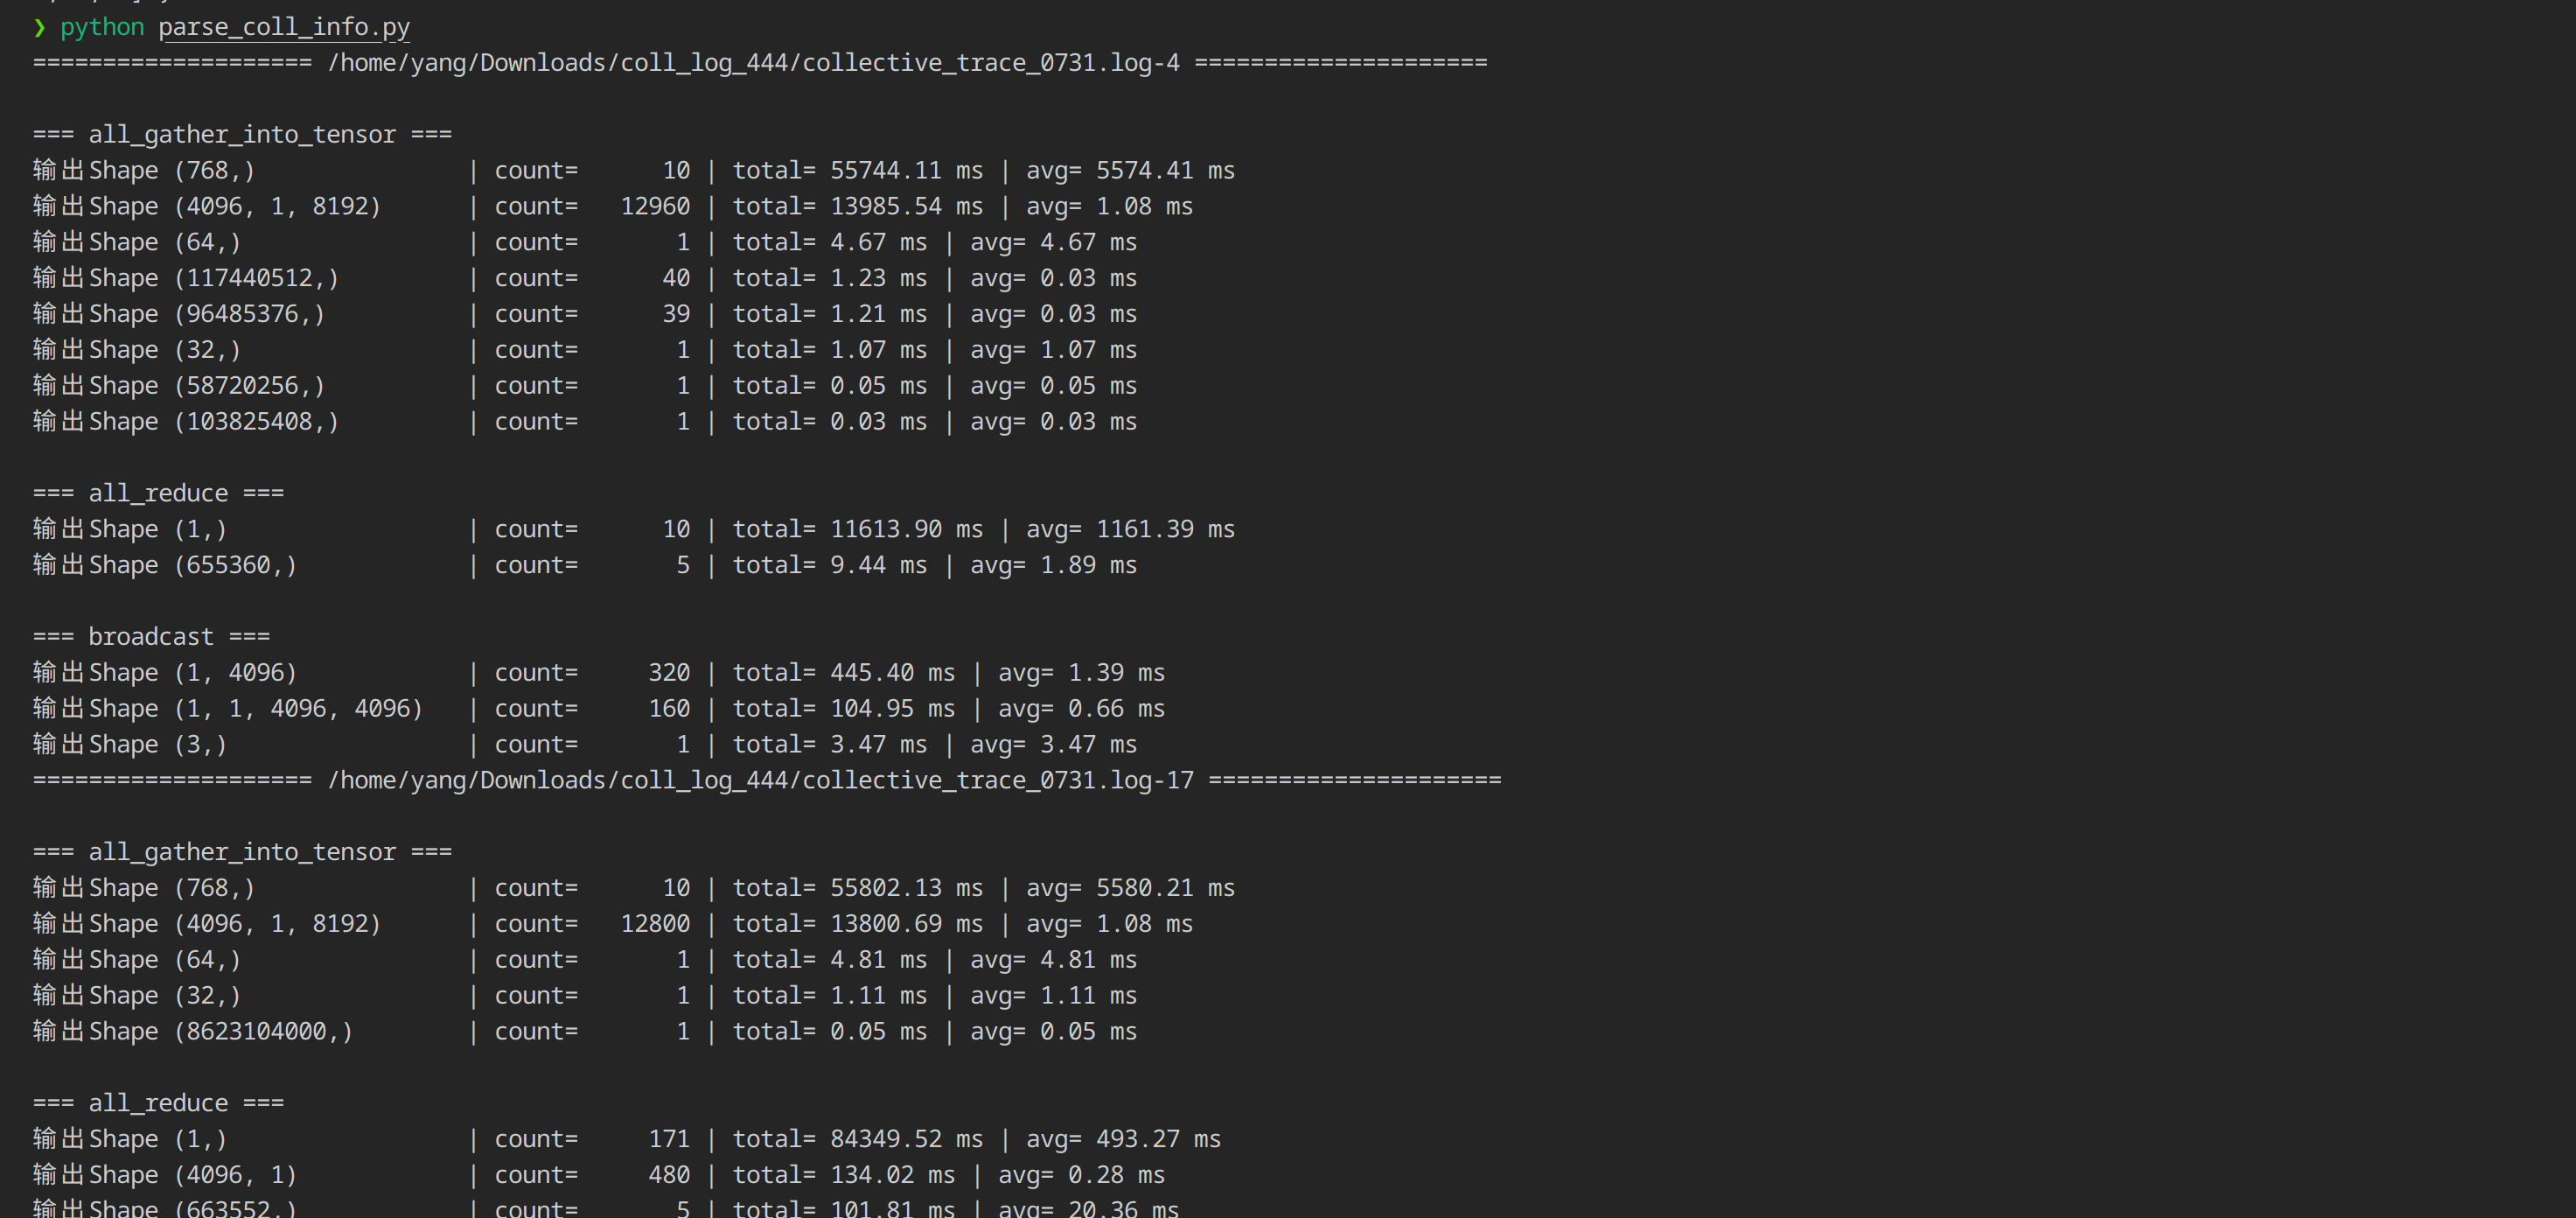 ❯ python parse_coll_info.py
==================== /home/yang/Downloads/coll_log_444/collective_trace_0731.log-4 =====================
=== all_gather_into_tensor ===
输出Shape (768,)                | count=      10 | total= 55744.11 ms | avg= 5574.41 ms
输出Shape (4096, 1, 8192)       | count=   12960 | total= 13985.54 ms | avg= 1.08 ms
输出Shape (64,)                 | count=       1 | total= 4.67 ms | avg= 4.67 ms
输出Shape (117440512,)          | count=      40 | total= 1.23 ms | avg= 0.03 ms
输出Shape (96485376,)           | count=      39 | total= 1.21 ms | avg= 0.03 ms
输出Shape (32,)                 | count=       1 | total= 1.07 ms | avg= 1.07 ms
输出Shape (58720256,)           | count=       1 | total= 0.05 ms | avg= 0.05 ms
输出Shape (103825408,)          | count=       1 | total= 0.03 ms | avg= 0.03 ms
=== all_reduce ===
输出Shape (1,)                  | count=      10 | total= 11613.90 ms | avg= 1161.39 ms
输出Shape (655360,)             | count=       5 | total= 9.44 ms | avg= 1.89 ms
=== broadcast ===
输出Shape (1, 4096)             | count=     320 | total= 445.40 ms | avg= 1.39 ms
输出Shape (1, 1, 4096, 4096)    | count=     160 | total= 104.95 ms | avg= 0.66 ms
输出Shape (3,)                  | count=       1 | total= 3.47 ms | avg= 3.47 ms
==================== /home/yang/Downloads/coll_log_444/collective_trace_0731.log-17 =====================
=== all_gather_into_tensor ===
输出Shape (768,)                | count=      10 | total= 55802.13 ms | avg= 5580.21 ms
输出Shape (4096, 1, 8192)       | count=   12800 | total= 13800.69 ms | avg= 1.08 ms
输出Shape (64,)                 | count=       1 | total= 4.81 ms | avg= 4.81 ms
输出Shape (32,)                 | count=       1 | total= 1.11 ms | avg= 1.11 ms
输出Shape (8623104000,)         | count=       1 | total= 0.05 ms | avg= 0.05 ms
=== all_reduce ===
输出Shape (1,)                  | count=     171 | total= 84349.52 ms | avg= 493.27 ms
输出Shape (4096, 1)             | count=     480 | total= 134.02 ms | avg= 0.28 ms
输出Shape (663552,)             | count=       5 | total= 101.81 ms | avg= 20.36 ms